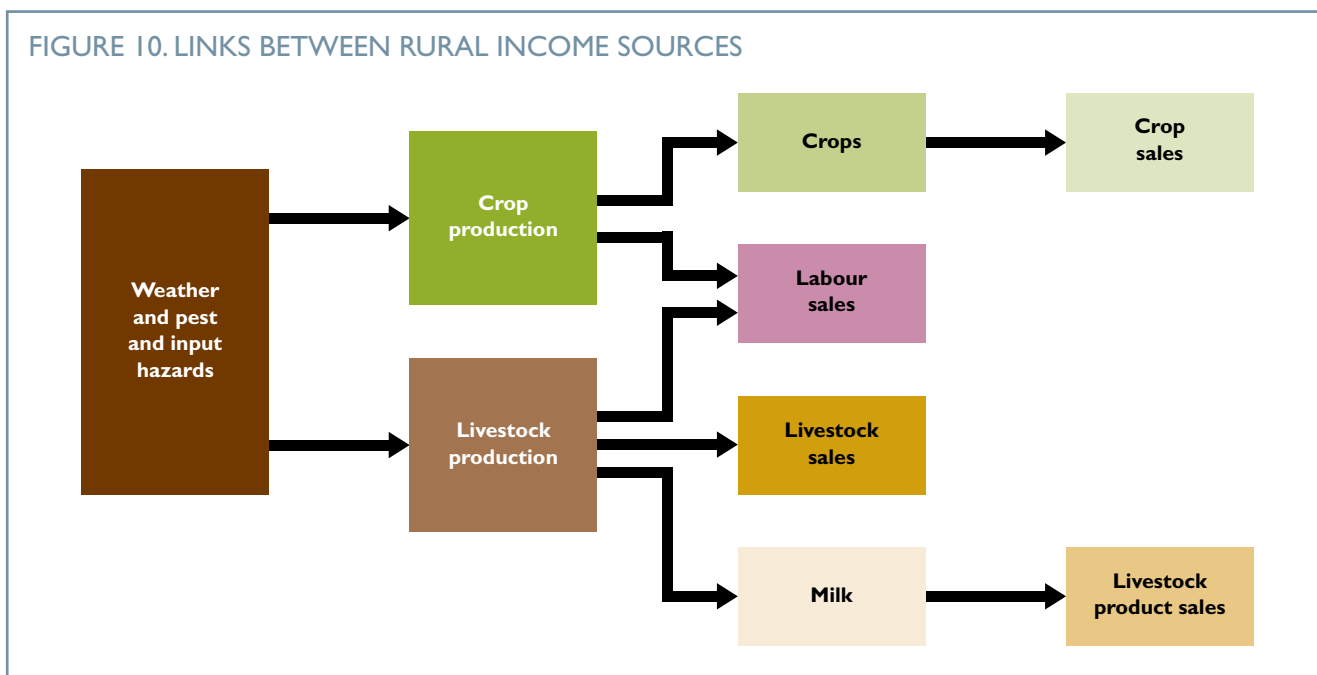 FIGURE 10. LINKS BETWEEN RURAL INCOME SOURCES
Weather
and pest
and input
hazards
Crop
production
Livestock
production
Crops
Labour
sales
Livestock
sales
Milk
Crop
sales
Livestock
product sales